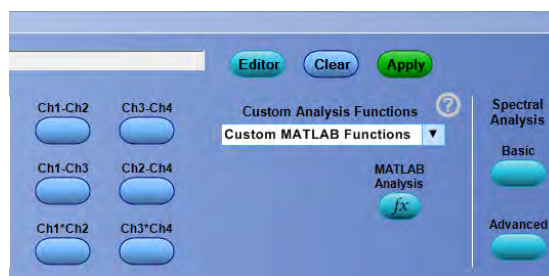 Editor Clear Apply
Ch1-Ch2 Ch3-Ch4 Custom Analysis Functions ? Spectral
Analysis
Custom MATLAB Functions
Basic
Ch1-Ch3 Ch2-Ch4 MATLAB
Analysis
fx
Ch1*Ch2 Ch3*Ch4 Advanced